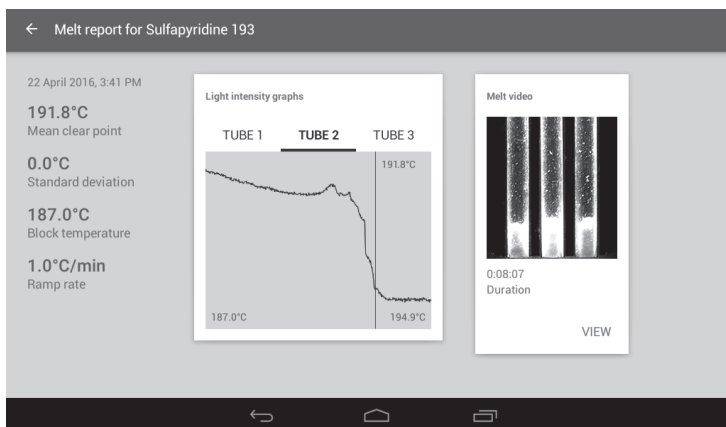 Melt report for Sulfapyridine 193
22 April 2016, 3:41 PM
191.8°C
Mean clear point
0.0°C
Standard deviation
187.0°C
Block temperature
1.0°C/min
Ramp rate
Light intensity graphs
TUBE 1 TUBE 2 TUBE 3
191.8°C
187.0°C 194.9°C
Melt video
0:08:07
Duration
VIEW